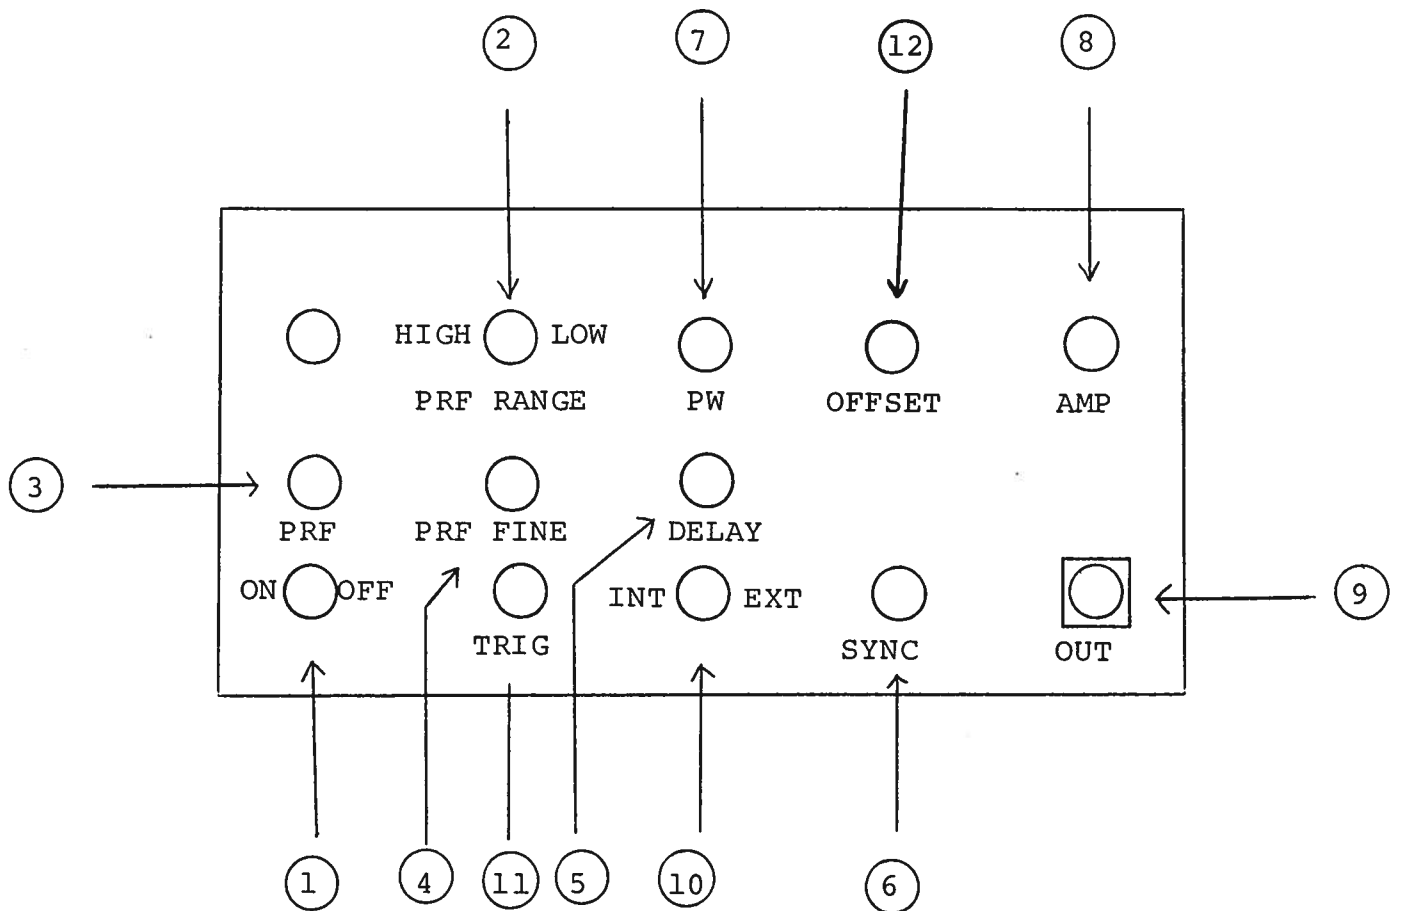 2 7 12 8
HIGH LOW
PRF RANGE PW OFFSET AMP
3
PRF PRF FINE DELAY
ON OFF INT EXT
9
TRIG SYNC OUT
1 4 11 5 10 6